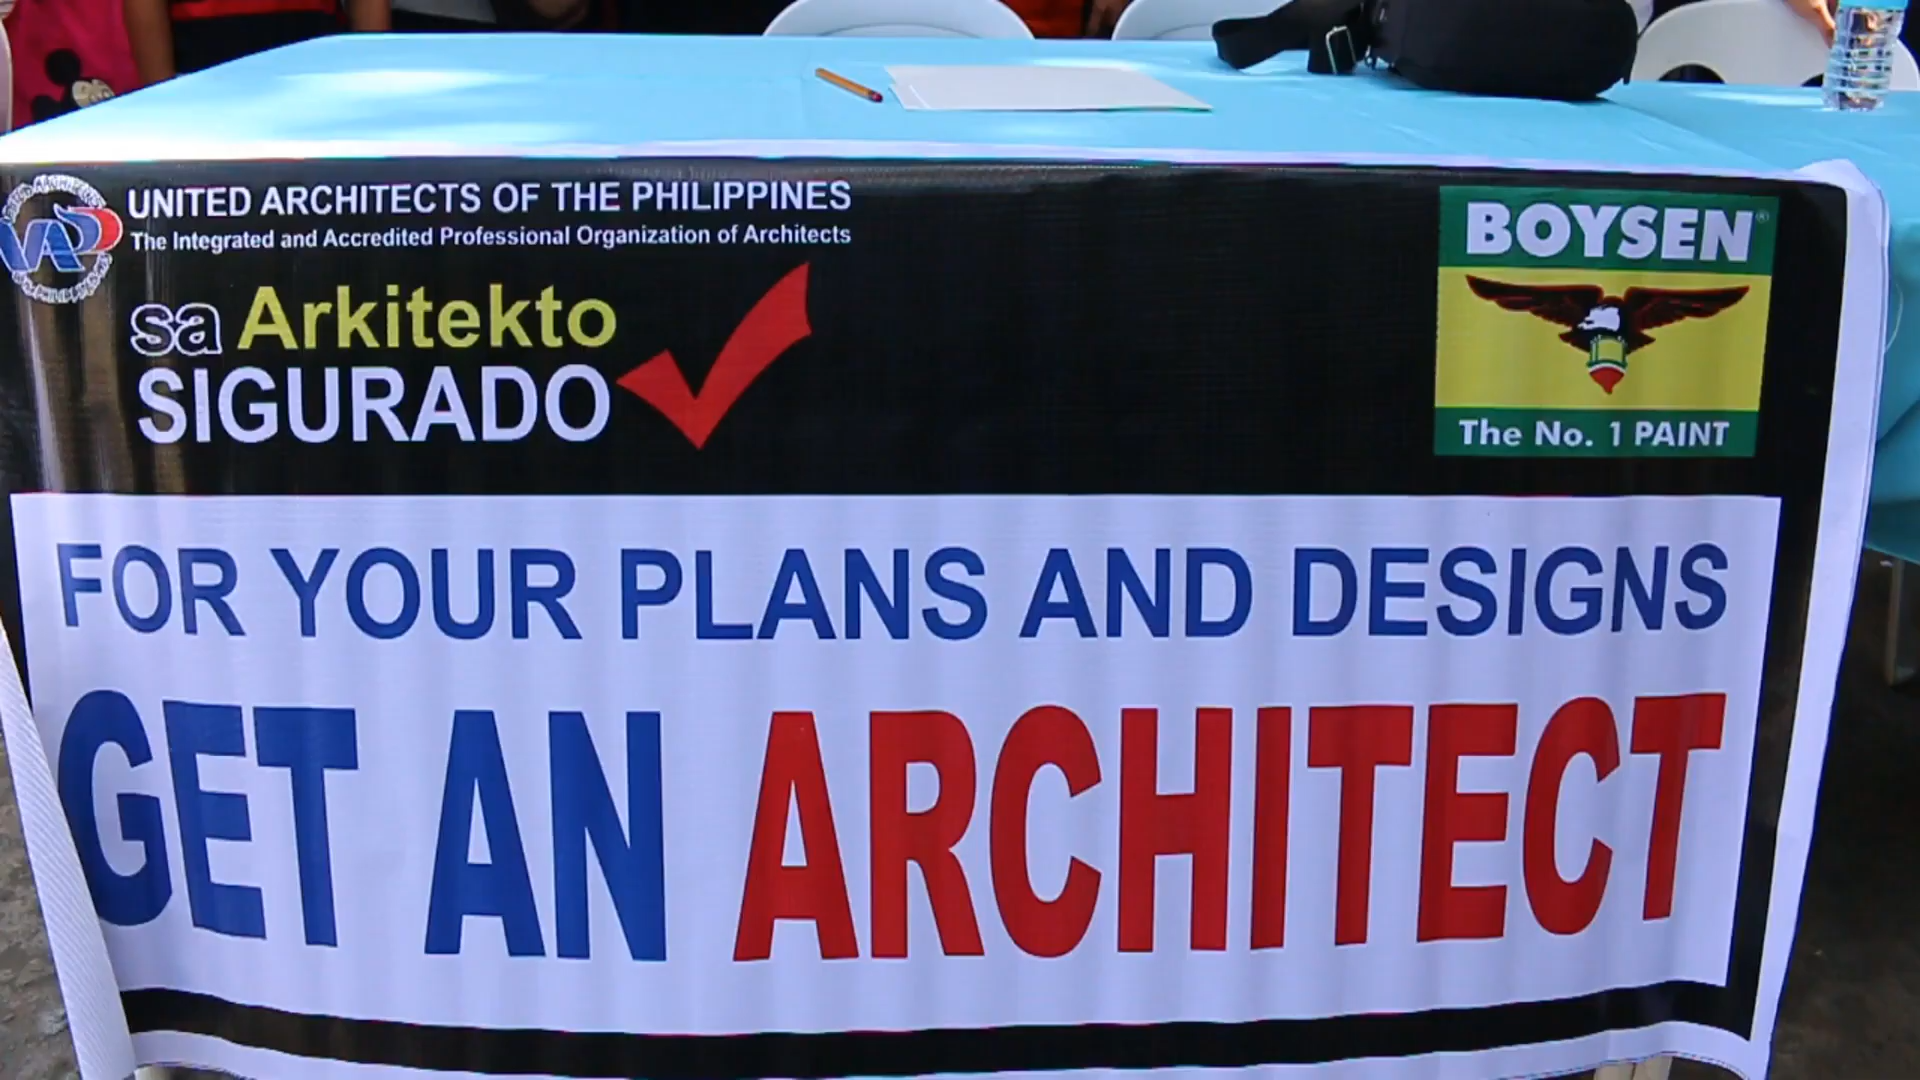 UNITED ARCHITECTS OF THE PHILIPPINES
The Integrated and Accredited Professional Organization of Architects
sa Arkitekto
SIGURADO
BOYSEN®
The No. 1 PAINT
FOR YOUR PLANS AND DESIGNS
GET AN ARCHITECT